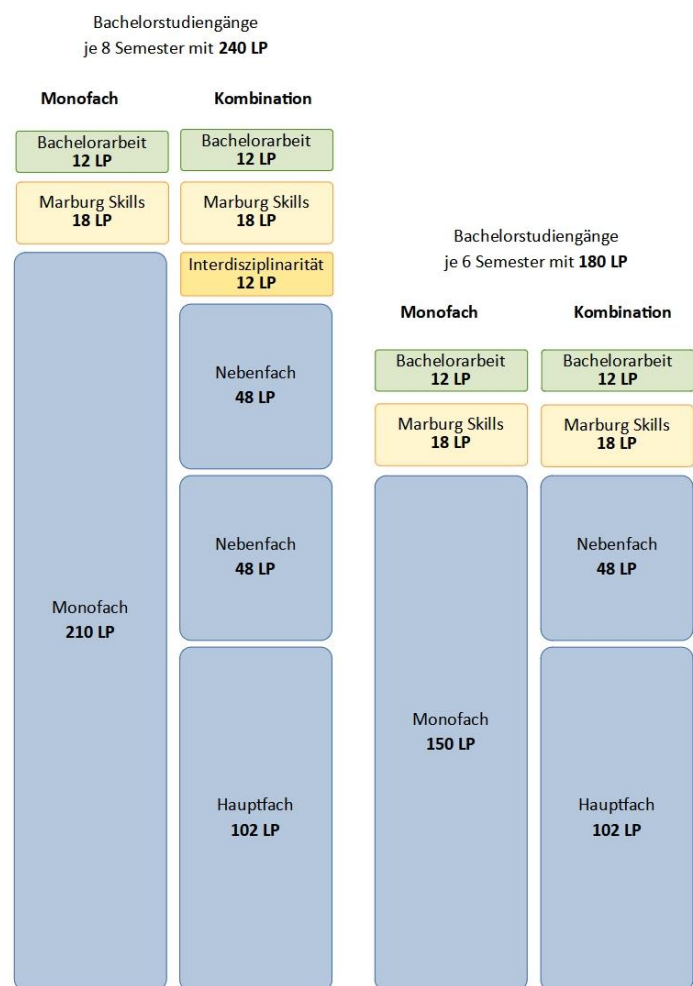 Bachelorstudiengänge
je 8 Semester mit 240 LP
Monofach
Kombination
Bachelorarbeit
12 LP
Marburg Skills
18 LP
Monofach
210 LP
Bachelorarbeit
12 LP
Marburg Skills
18 LP
Interdisziplinarität
12 LP
Nebenfach
48 LP
Nebenfach
48 LP
Hauptfach
102 LP
Bachelorstudiengänge
je 6 Semester mit 180 LP
Monofach
Kombination
Bachelorarbeit
12 LP
Marburg Skills
18 LP
Monofach
150 LP
Bachelorarbeit
12 LP
Marburg Skills
18 LP
Nebenfach
48 LP
Hauptfach
102 LP